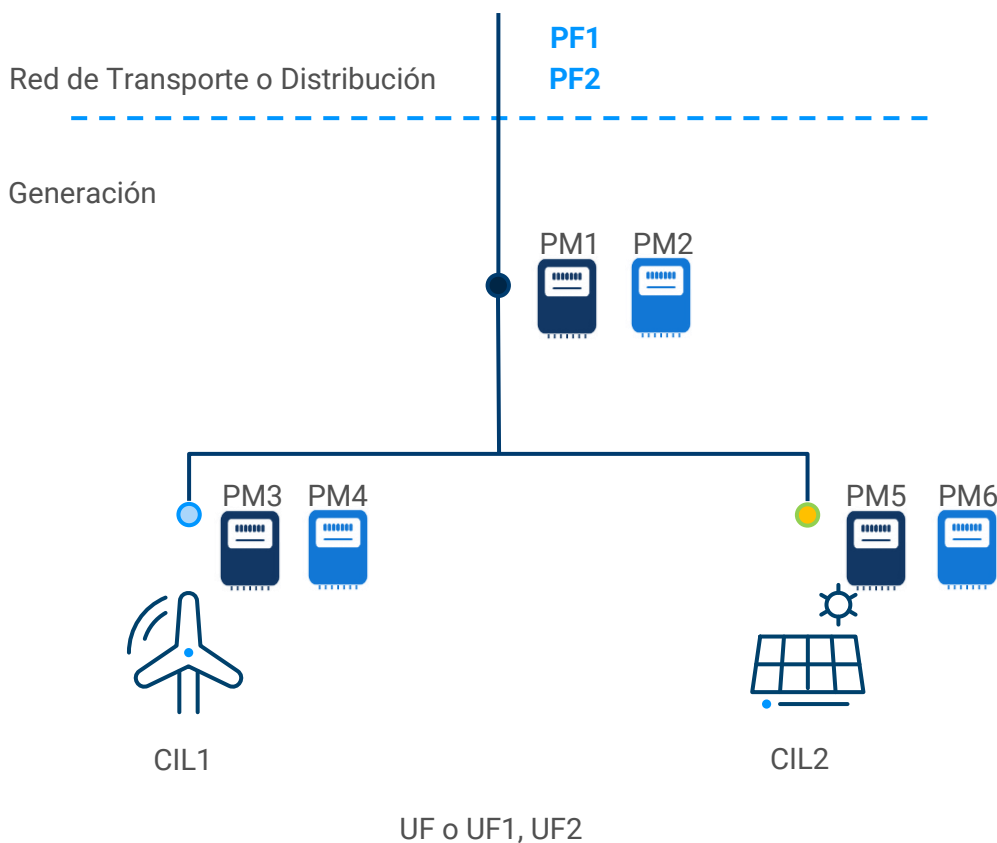 PF1
PF2
Red de Transporte o Distribución
Generación
PM1 PM2
PM3 PM4
PM5 PM6
CIL1
CIL2
UF o UF1, UF2